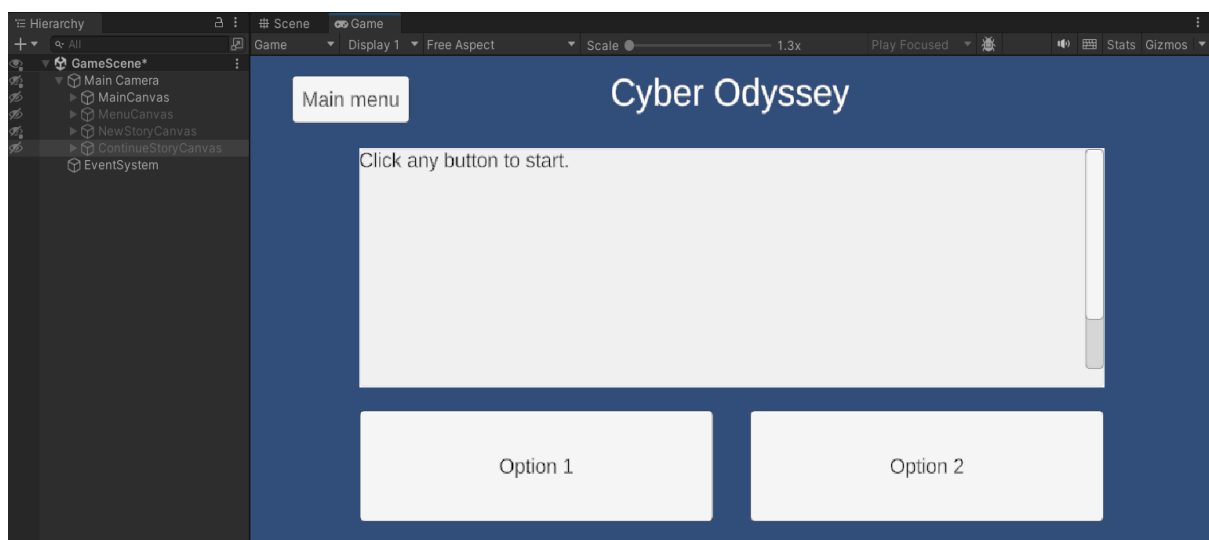 Hierarchy
All
GameScene*
Main Camera
MainCanvas
MenuCanvas
NewStoryCanvas
ContinueStoryCanvas
EventSystem
Scene Game
Game Display 1 Free Aspect Scale 1.3x Play Focused Stats Gizmos
Main menu
Cyber Odyssey
Click any button to start.
Option 1
Option 2